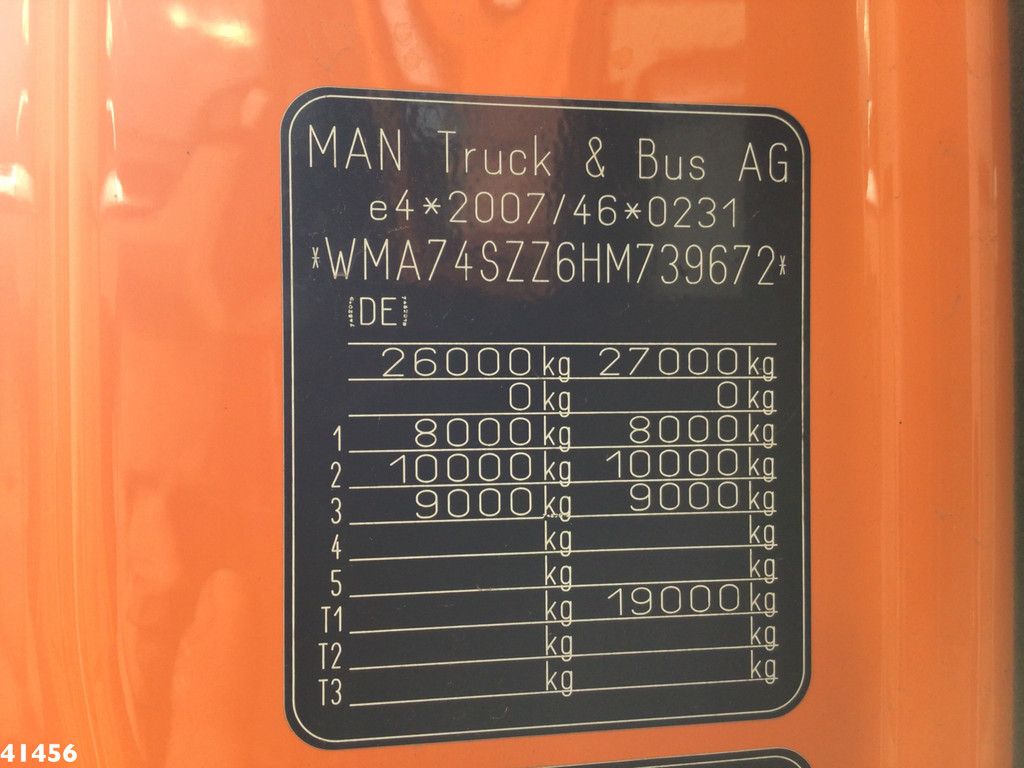 MAN Truck & Bus AG
e4*2007/46*0231
*WMA74SZZ6HM739672*
DE
26000 kg 27000 kg
0 kg 0 kg
1 8000 kg 8000 kg
2 10000 kg 10000 kg
3 9000 kg 9000 kg
4 kg kg
5 kg kg
T1 kg 19000 kg
T2 kg kg
T3 kg kg
41456